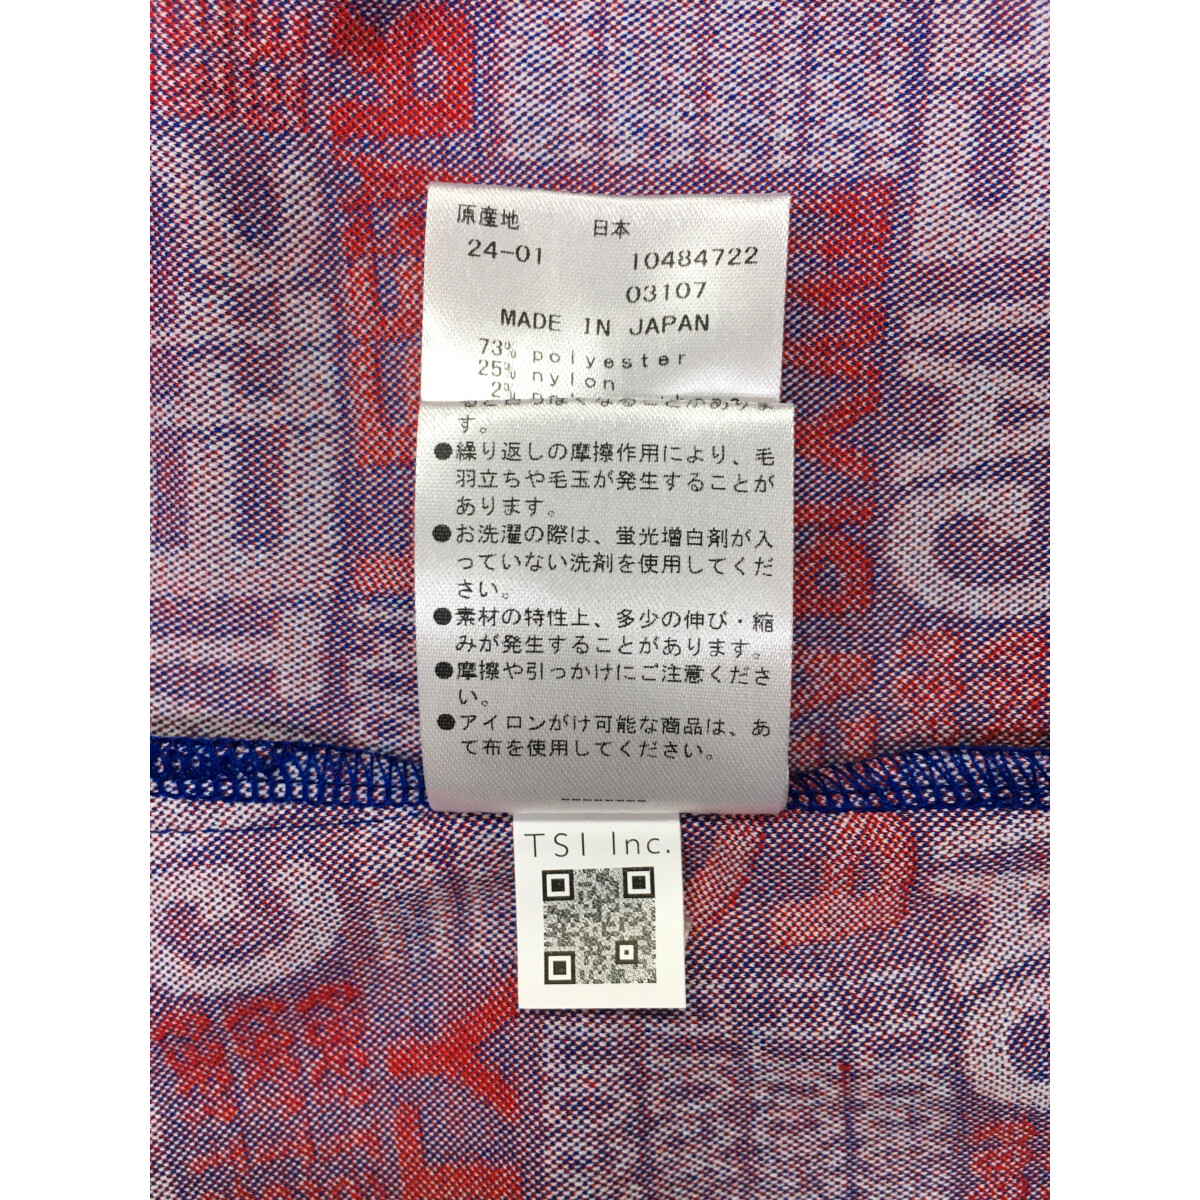 原産地 日本
24-01 10484722
03107
MADE IN JAPAN
73% polyester
25% nylon
2%
す。
●繰り返しの摩擦作用により、毛
羽立ちや毛玉が発生することが
あります。
●お洗濯の際は、蛍光増白剤が入
っていない洗剤を使用してくだ
さい。
●素材の特性上、多少の伸び・縮
みが発生することがあります。
●摩擦や引っかけにご注意くださ
い。
●アイロンがけ可能な商品は、あ
て布を使用してください。
---------
TSI Inc.